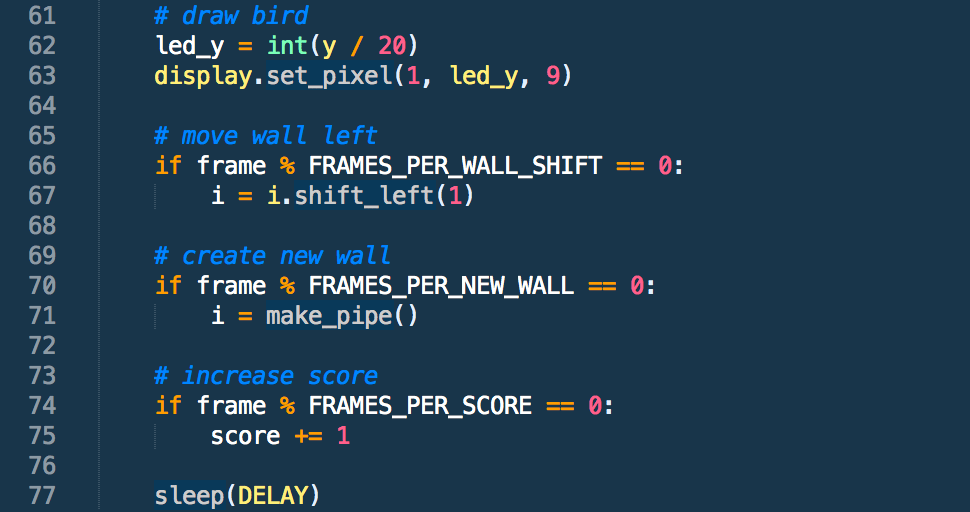 61 # draw bird
62 led_y = int(y / 20)
63 display.set_pixel(1, led_y, 9)
64
65 # move wall left
66 if frame % FRAMES_PER_WALL_SHIFT == 0:
67 i = i.shift_left(1)
68
69 # create new wall
70 if frame % FRAMES_PER_NEW_WALL == 0:
71 i = make_pipe()
72
73 # increase score
74 if frame % FRAMES_PER_SCORE == 0:
75 score += 1
76
77 sleep(DELAY)